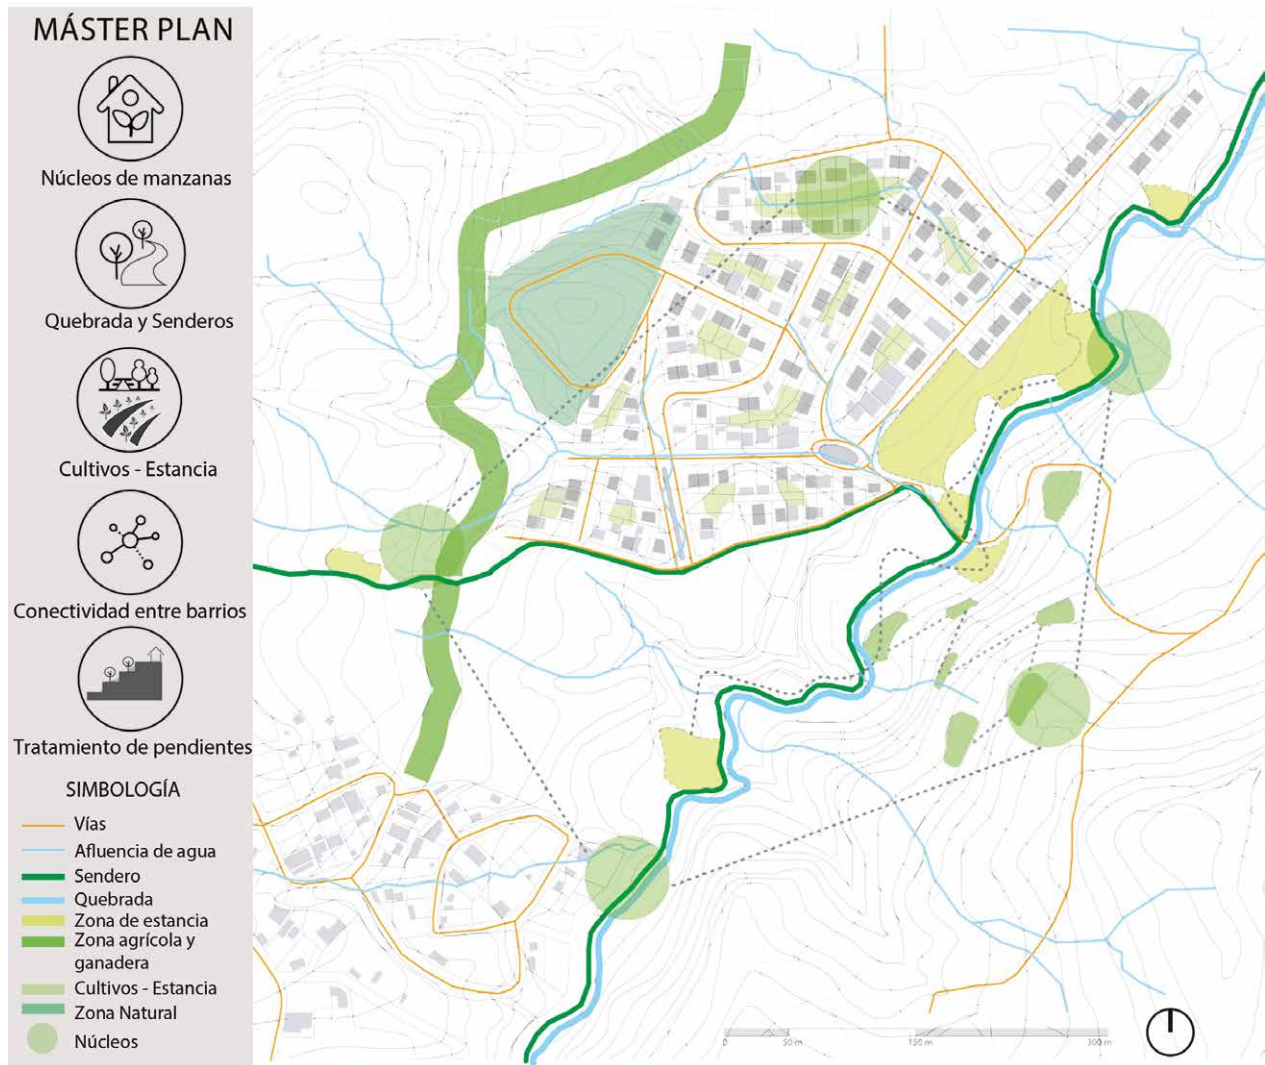 MÁSTER PLAN
Núcleos de manzanas
Quebrada y Senderos
Cultivos - Estancia
Conectividad entre barrios
Tratamiento de pendientes
SIMBOLOGÍA
Vías
Afluencia de agua
Sendero
Quebrada
Zona de estancia
Zona agrícola y
ganadera
Cultivos - Estancia
Zona Natural
Núcleos
0 50 m 150 m 300 m